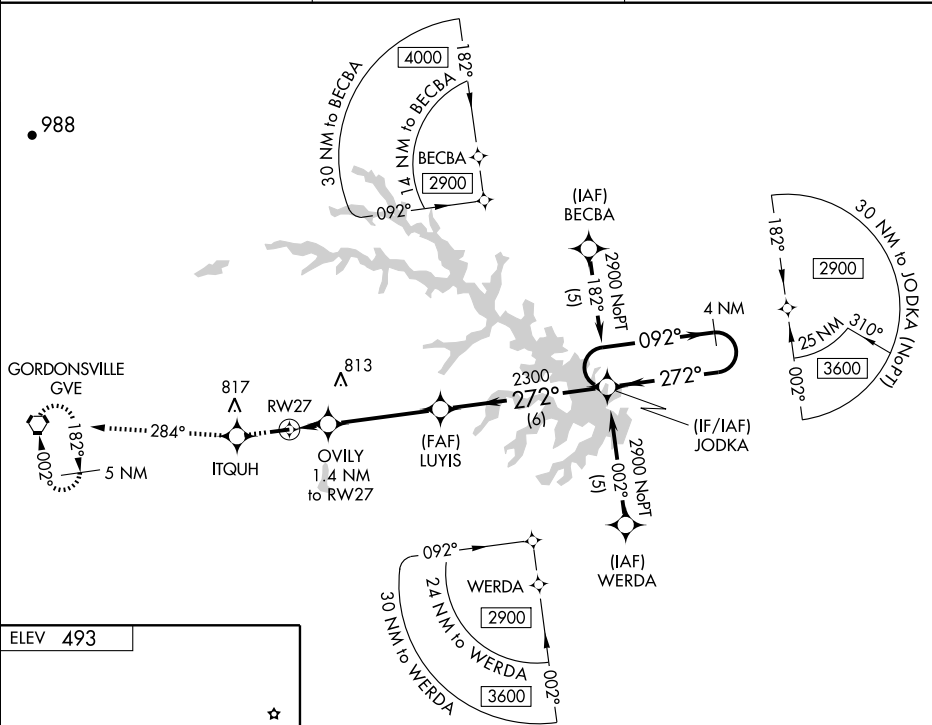 4000
182°
30 NM to BECBA
14 NM to BECBA
BECBA
2900
092°
988
(IAF)
BECBA
2900 NoPT
182°
(5)
182°
30 NM to JODKA (NoPT)
2900
310°
25 NM
3600
002°
4 NM
092°
272°
2300
272°
(6)
(IF/IAF)
JODKA
GORDONSVILLE
GVE
182°
002°
5 NM
284°
817
813
RW27
ITQUH
OVILY
1.4 NM
to RW27
(FAF)
LUYIS
2900 NoPT
002°
(5)
(IAF)
WERDA
092°
WERDA
2900
24 NM to WERDA
30 NM to WERDA
3600
002°
ELEV 493